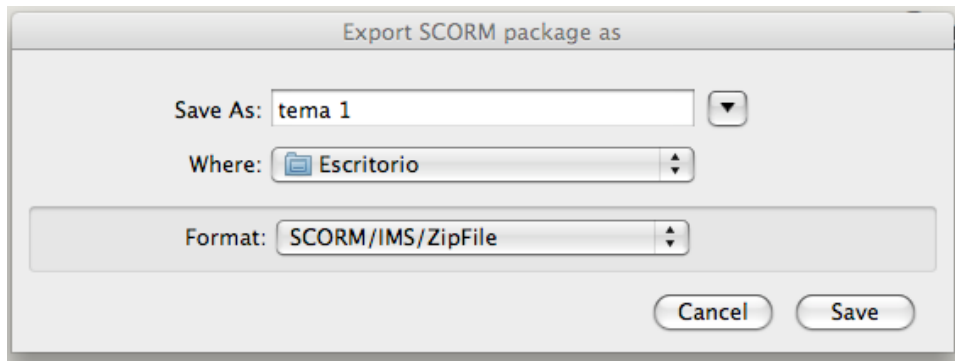 Export SCORM package as
Save As: tema 1
Where: Escritorio
Format: SCORM/IMS/ZipFile
Cancel Save